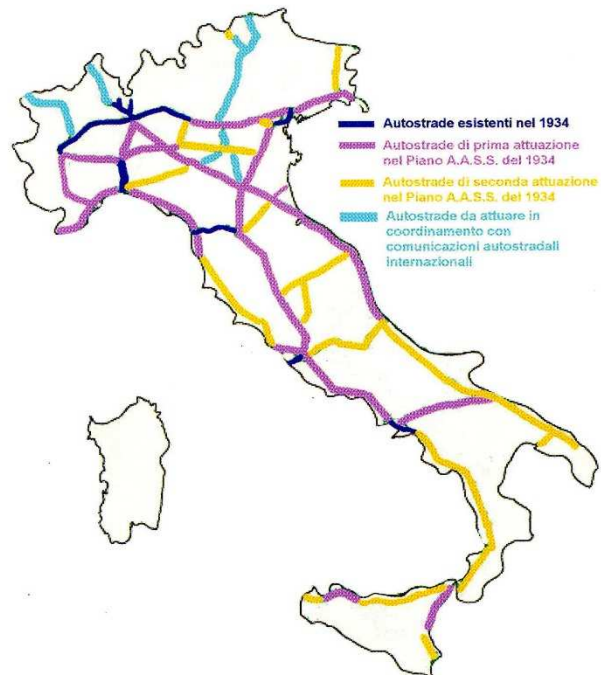 Autostrade esistenti nel 1934
Autostrade di prima attuazione
nel Piano A.A.S.S. del 1934
Autostrade di seconda attuazione
nel Piano A.A.S.S. del 1934
Autostrade da attuare in
coordinamento con
comunicazioni autostradali
internazionali